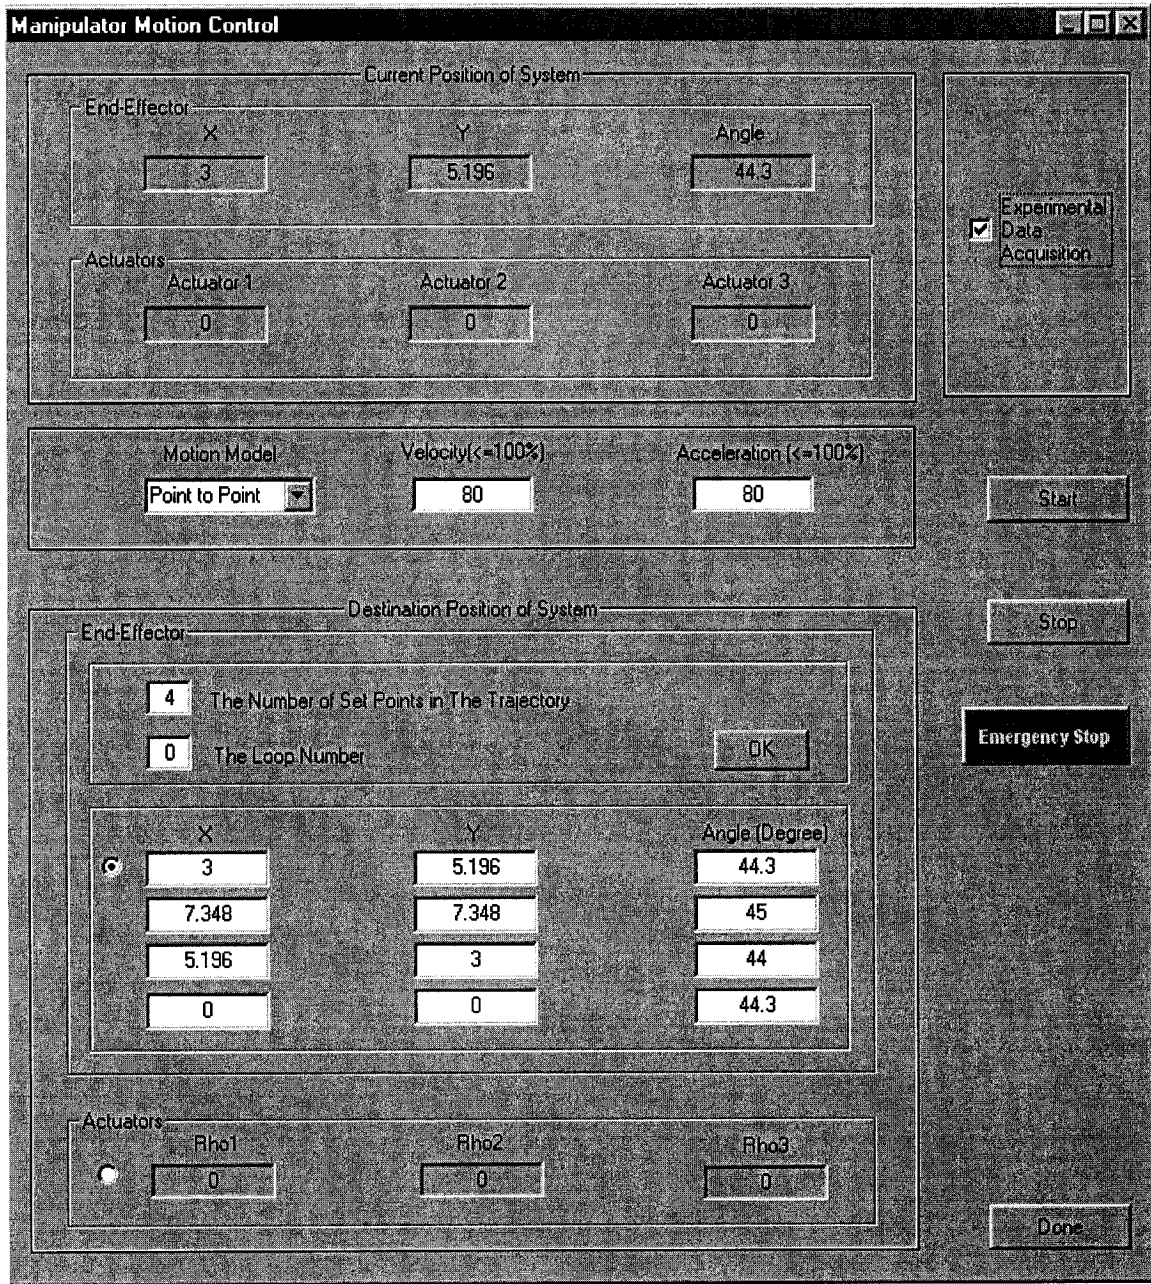 Manipulator Motion Control
Current Position of System
End-Effector
X Y Angle
3 5.196 44.3
Experimental
Data
Acquisition
Actuators
Actuator 1 Actuator 2 Actuator 3
0 0 0
Motion Model Velocity(<=100%) Acceleration (<=100%)
Point to Point 80 80
Start
Destination Position of System
End-Effector
Stop
4 The Number of Set Points in The Trajectory
0 The Loop Number OK
Emergency Stop
X Y Angle (Degree)
3 5.196 44.3
7.348 7.348 45
5.196 3 44
0 0 44.3
Actuators
Rho1 Rho2 Rho3
0 0 0
Done